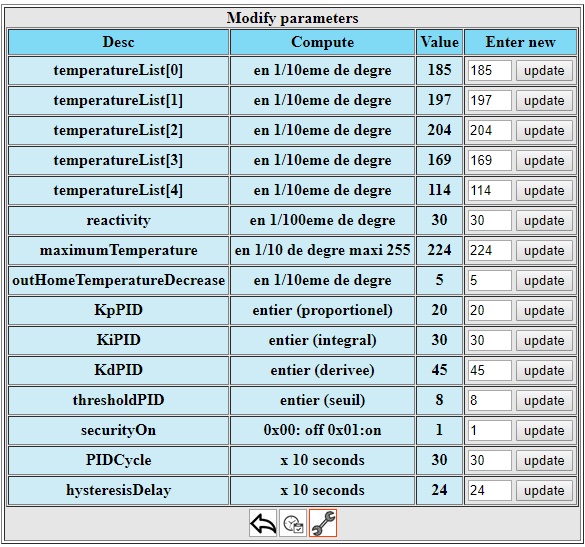 Modify parameters
Desc Compute Value Enter new
temperatureList[0] en 1/10eme de degre 185 185 update
temperatureList[1] en 1/10eme de degre 197 197 update
temperatureList[2] en 1/10eme de degre 204 204 update
temperatureList[3] en 1/10eme de degre 169 169 update
temperatureList[4] en 1/10eme de degre 114 114 update
reactivity en 1/100eme de degre 30 30 update
maximumTemperature en 1/10 de degre maxi 255 224 224 update
outHomeTemperatureDecrease en 1/10eme de degre 5 5 update
KpPID entier (proportionel) 20 20 update
KiPID entier (integral) 30 30 update
KdPID entier (derivee) 45 45 update
thresholdPID entier (seuil) 8 8 update
securityOn 0x00: off 0x01:on 1 1 update
PIDCycle x 10 seconds 30 30 update
hysteresisDelay x 10 seconds 24 24 update